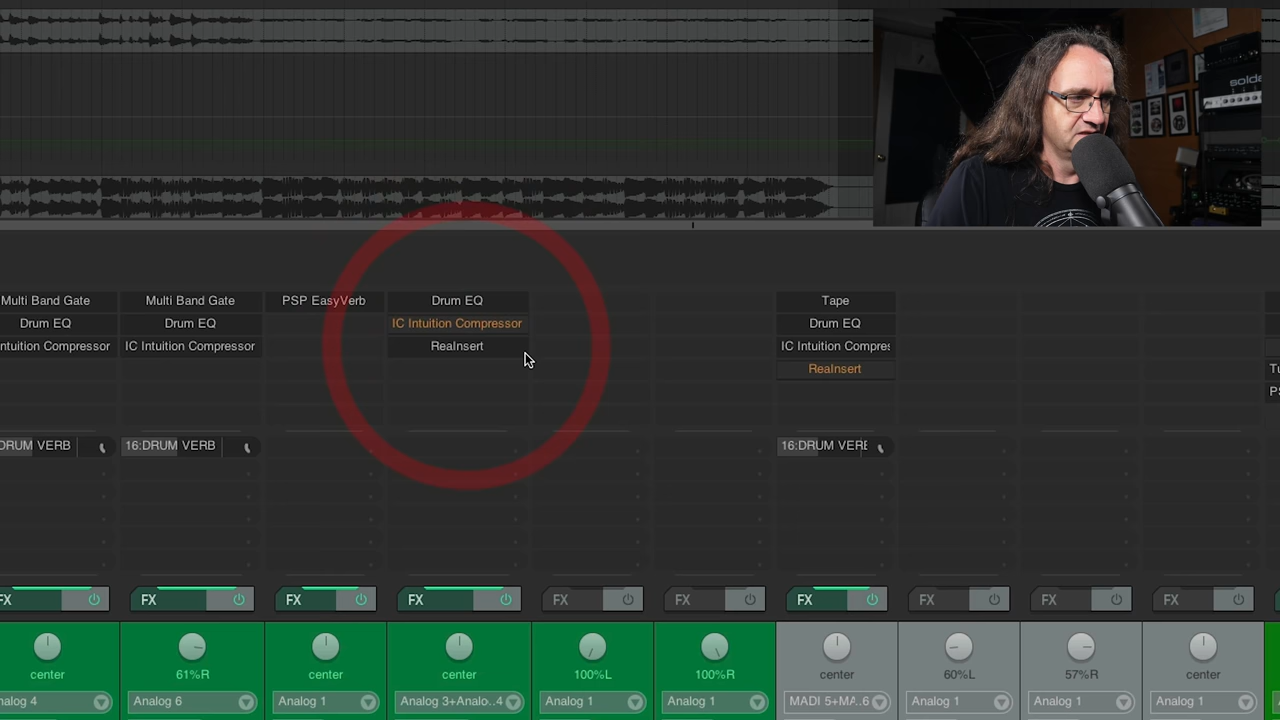 Multi Band Gate
Multi Band Gate
PSP EasyVerb
Drum EQ
Tape
Drum EQ
Drum EQ
IC Intuition Compressor
Drum EQ
ntuition Compressor
IC Intuition Compressor
ReaInsert
IC Intuition Compres
ReaInsert
DRUM VERB
16:DRUM VERB
16:DRUM VERB
FX
FX
FX
FX
FX
FX
FX
FX
FX
FX
center
61%R
center
center
100%L
100%R
center
60%L
57%R
center
nalog 4
Analog 6
Analog 1
Analog 3+Analo..4
Analog 1
Analog 1
MADI 5+MA..6
Analog 1
Analog 1
Analog 1